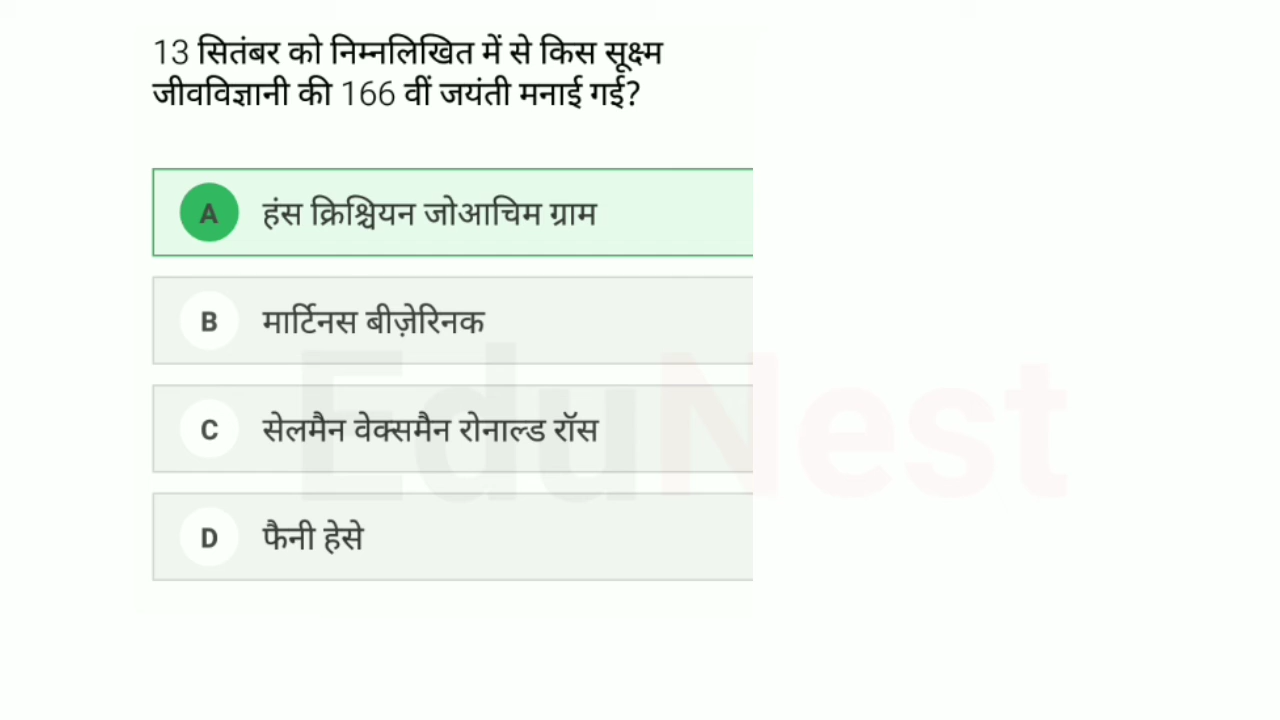 13 सितंबर को निम्नलिखित में से किस सूक्ष्म
जीवविज्ञानी की 166 वीं जयंती मनाई गई?
A हंस क्रिश्चियन जोआचिम ग्राम
B मार्टिनस बीज़ेरिनक
C सेलमैन वेक्समैन रोनाल्ड रॉस
D फैनी हेसे
EduNest